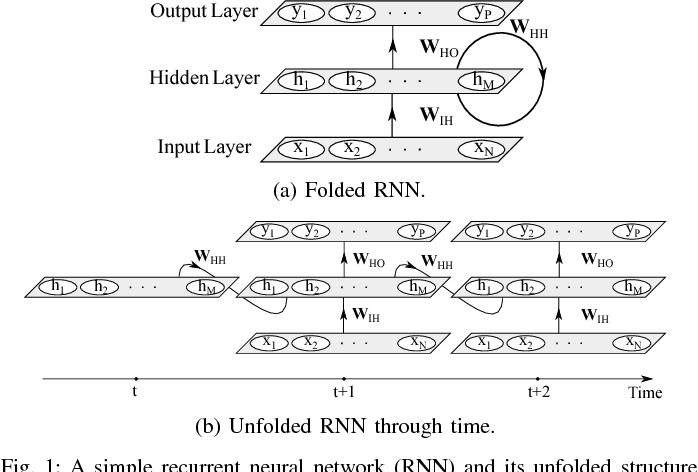 Output Layer y1 y2 · · · yP
WHH
WHO
Hidden Layer h1 h2 · · · hM
WIH
Input Layer x1 x2 · · · xN
(a) Folded RNN.
y1 y2 · · · yP y1 y2 · · · yP
WHH WHO WHH WHO
h1 h2 · · · hM h1 h2 · · · hM h1 h2 · · · hM
WIH WIH
x1 x2 · · · xN x1 x2 · · · xN
t t+1 t+2 Time
(b) Unfolded RNN through time.
Fig. 1: A simple recurrent neural network (RNN) and its unfolded structure